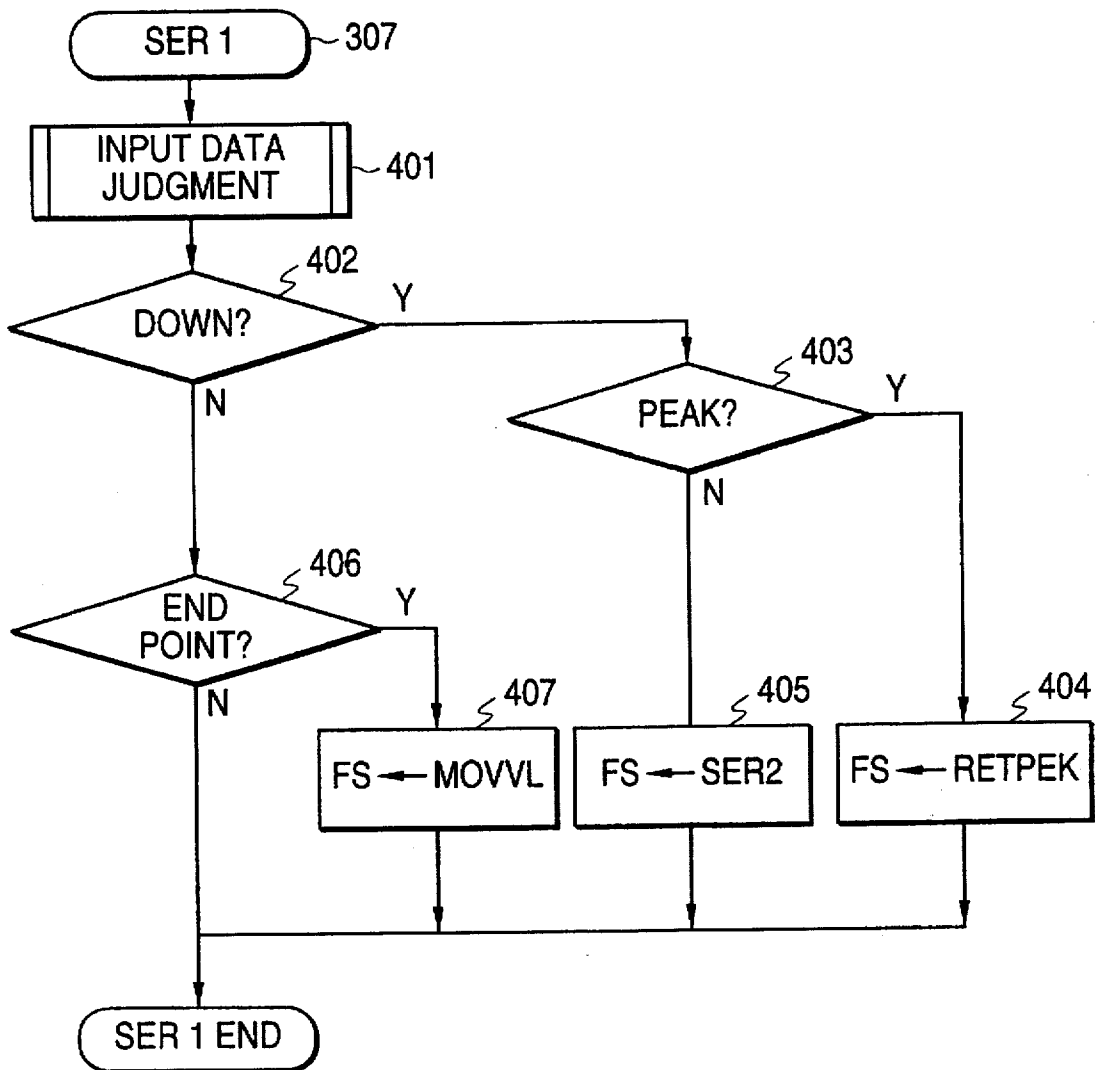 SER 1
307
INPUT DATA
JUDGMENT
401
402
DOWN?
Y
N
403
PEAK?
Y
N
406
END
POINT?
Y
N
407
FS ← MOVVL
405
FS ← SER2
404
FS ← RETPEK
SER 1 END